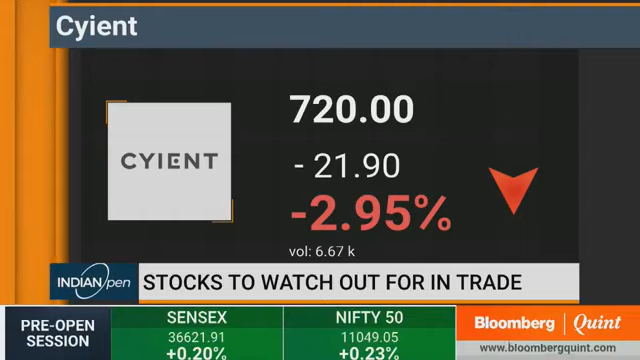 Cyient
720.00
CYIENT
- 21.90
-2.95%
vol: 6.67 k
INDIAN open
STOCKS TO WATCH OUT FOR IN TRADE
PRE-OPEN
SESSION
SENSEX
36621.91
+0.20%
NIFTY 50
11049.05
+0.23%
Bloomberg | Quint
www.bloombergquint.com